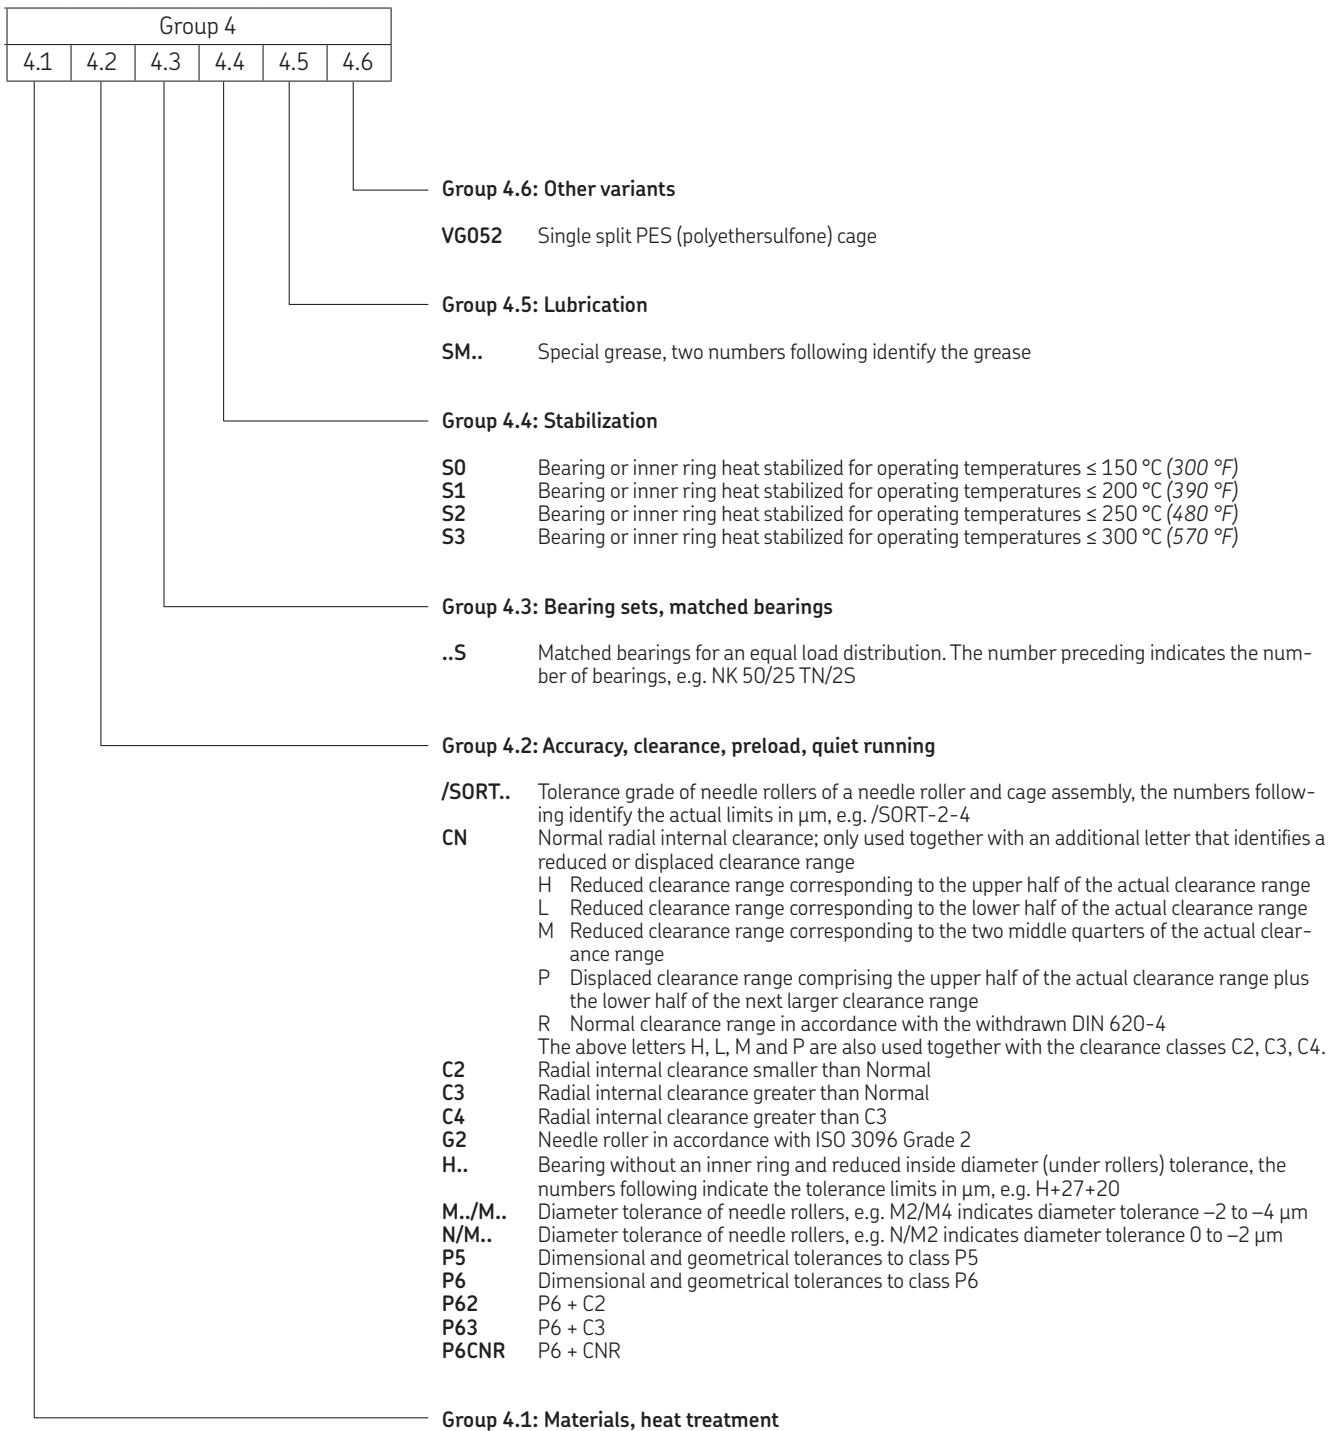 Group 4
4.1 4.2 4.3 4.4 4.5 4.6
Group 4.6: Other variants
VG052 Single split PES (polyethersulfone) cage
Group 4.5: Lubrication
SM.. Special grease, two numbers following identify the grease
Group 4.4: Stabilization
S0 Bearing or inner ring heat stabilized for operating temperatures ≤ 150 °C (300 °F)
S1 Bearing or inner ring heat stabilized for operating temperatures ≤ 200 °C (390 °F)
S2 Bearing or inner ring heat stabilized for operating temperatures ≤ 250 °C (480 °F)
S3 Bearing or inner ring heat stabilized for operating temperatures ≤ 300 °C (570 °F)
Group 4.3: Bearing sets, matched bearings
..S Matched bearings for an equal load distribution. The number preceding indicates the num-
ber of bearings, e.g. NK 50/25 TN/2S
Group 4.2: Accuracy, clearance, preload, quiet running
/SORT.. Tolerance grade of needle rollers of a needle roller and cage assembly, the numbers follow-
ing identify the actual limits in μm, e.g. /SORT-2-4
CN Normal radial internal clearance; only used together with an additional letter that identifies a
reduced or displaced clearance range
H Reduced clearance range corresponding to the upper half of the actual clearance range
L Reduced clearance range corresponding to the lower half of the actual clearance range
M Reduced clearance range corresponding to the two middle quarters of the actual clear-
ance range
P Displaced clearance range comprising the upper half of the actual clearance range plus
the lower half of the next larger clearance range
R Normal clearance range in accordance with the withdrawn DIN 620-4
The above letters H, L, M and P are also used together with the clearance classes C2, C3, C4.
C2 Radial internal clearance smaller than Normal
C3 Radial internal clearance greater than Normal
C4 Radial internal clearance greater than C3
G2 Needle roller in accordance with ISO 3096 Grade 2
H.. Bearing without an inner ring and reduced inside diameter (under rollers) tolerance, the
numbers following indicate the tolerance limits in μm, e.g. H+27+20
M../M.. Diameter tolerance of needle rollers, e.g. M2/M4 indicates diameter tolerance –2 to –4 μm
N/M.. Diameter tolerance of needle rollers, e.g. N/M2 indicates diameter tolerance 0 to –2 μm
P5 Dimensional and geometrical tolerances to class P5
P6 Dimensional and geometrical tolerances to class P6
P62 P6 + C2
P63 P6 + C3
P6CNR P6 + CNR
Group 4.1: Materials, heat treatment